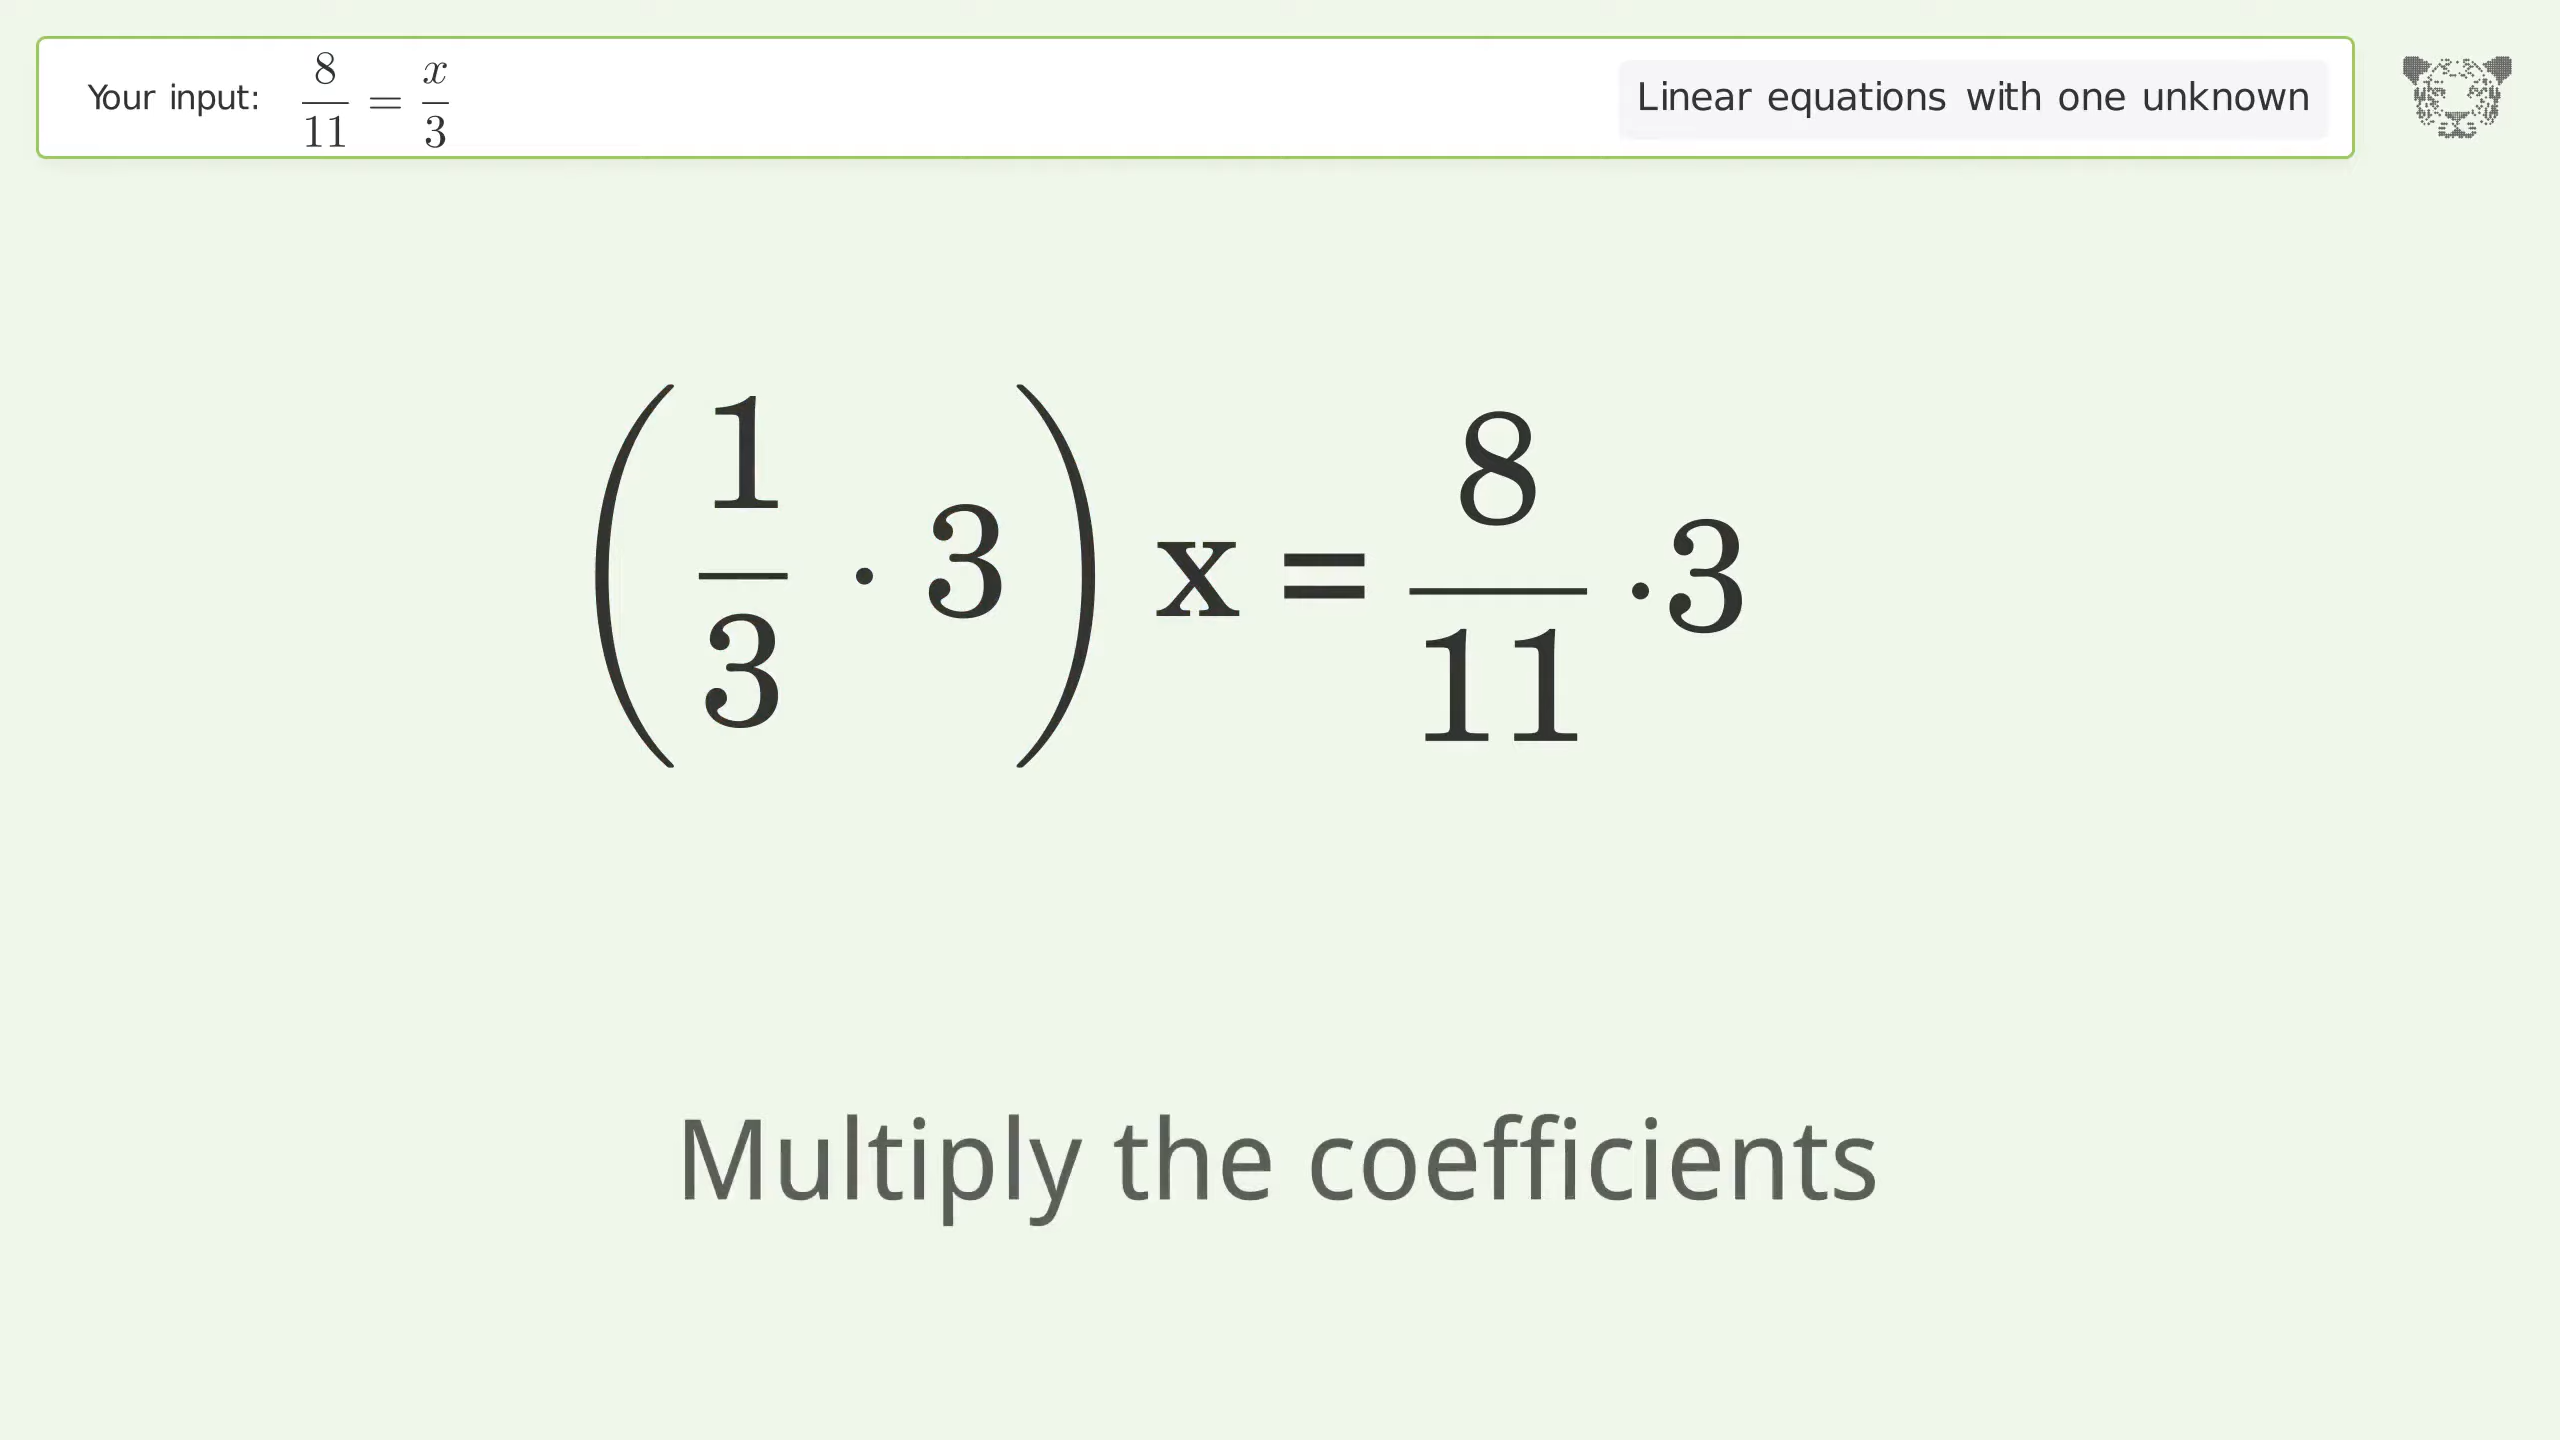 Your input: 8/11 = x/3
Linear equations with one unknown
(1/3 · 3) x = 8/11 ·3
Multiply the coefficients